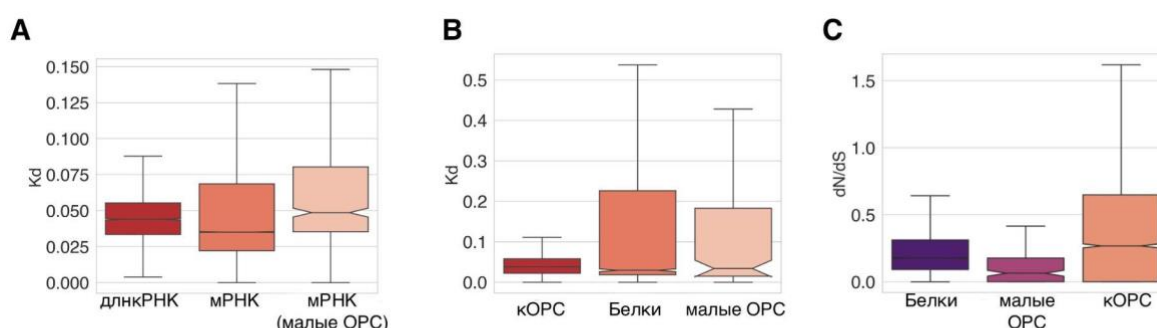 A
Kd
0.150
0.125
0.100
0.075
0.050
0.025
0.000
длнкРНК мРНК мРНК
(малые ОРС)
B
Kd
0.5
0.4
0.3
0.2
0.1
0.0
кОРС Белки малые ОРС
C
dN/dS
1.5
1.0
0.5
0.0
Белки малые кОРС
ОРС